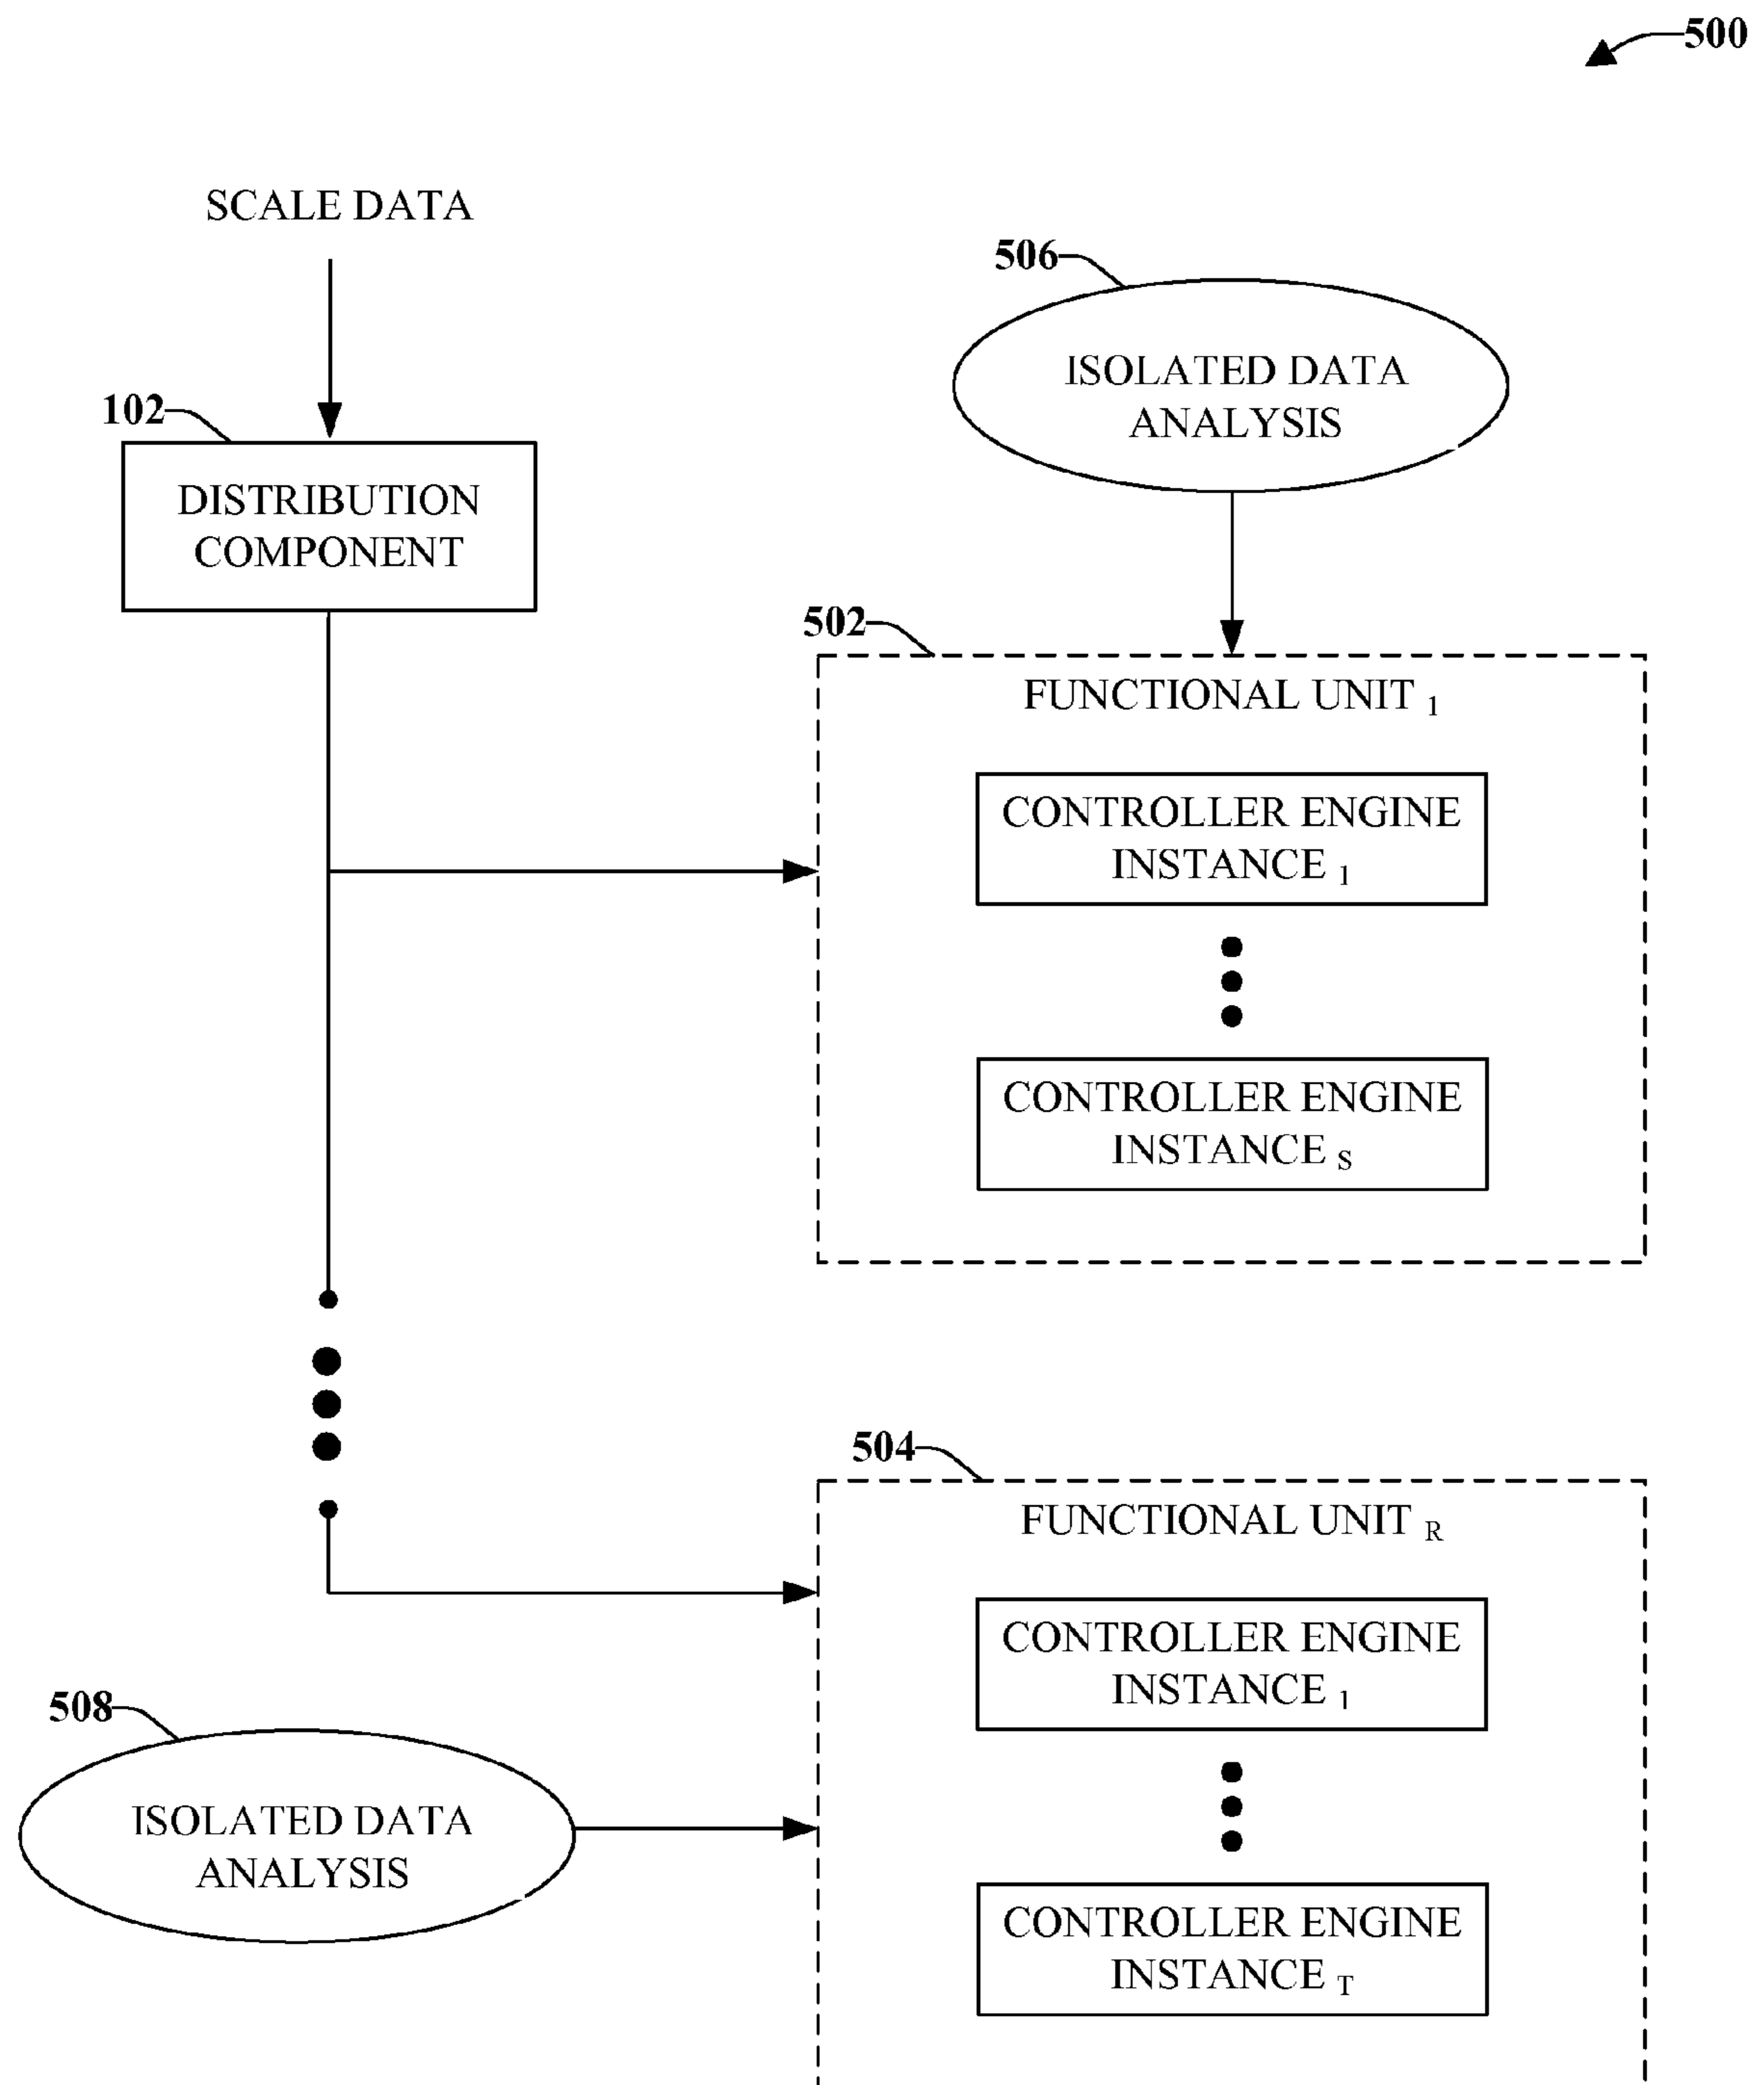 500
SCALE DATA
506
ISOLATED DATA
ANALYSIS
102
DISTRIBUTION
COMPONENT
502
FUNCTIONAL UNIT 1
CONTROLLER ENGINE
INSTANCE 1
CONTROLLER ENGINE
INSTANCE S
504
FUNCTIONAL UNIT R
CONTROLLER ENGINE
INSTANCE 1
508
ISOLATED DATA
ANALYSIS
CONTROLLER ENGINE
INSTANCE T